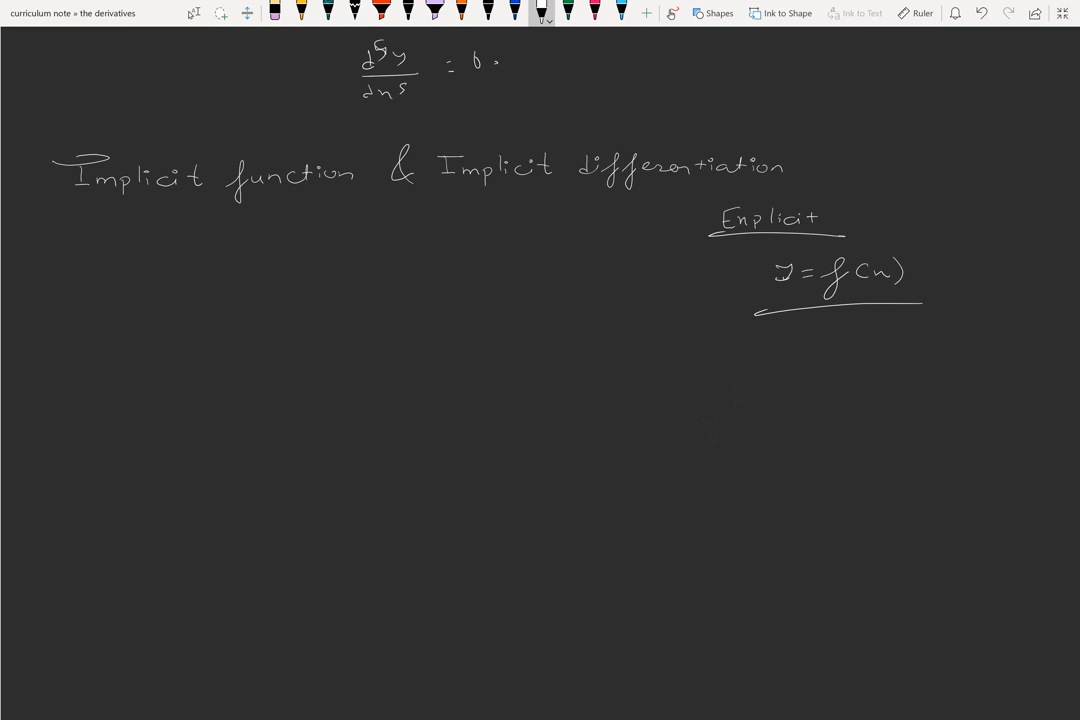 curriculum note » the derivatives
Shapes Ink to Shape Ink to Text Ruler
d⁵y
dx⁵ = 0.
Implicit function & Implicit differentiation
Explicit
y = f(x)